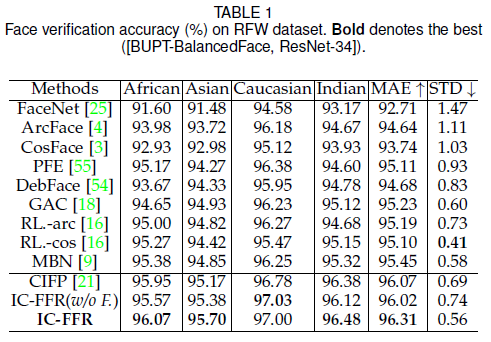 TABLE 1
Face verification accuracy (%) on RFW dataset. Bold denotes the best
([BUPT-BalancedFace, ResNet-34]).
Methods African Asian Caucasian Indian MAE ↑ STD ↓
FaceNet [25] 91.60 91.48 94.58 93.17 92.71 1.47
ArcFace [4] 93.98 93.72 96.18 94.67 94.64 1.11
CosFace [3] 92.93 92.98 95.12 93.93 93.74 1.03
PFE [55] 95.17 94.27 96.38 94.60 95.11 0.93
DebFace [54] 93.67 94.33 95.95 94.78 94.68 0.83
GAC [18] 94.65 94.93 96.23 95.12 95.23 0.60
RL.-arc [16] 95.00 94.82 96.27 94.68 95.19 0.73
RL.-cos [16] 95.27 94.42 95.47 95.15 95.10 0.41
MBN [9] 95.38 94.85 96.25 95.32 95.45 0.58
CIFP [21] 95.95 95.17 96.78 96.38 96.07 0.69
IC-FFR(w/o F.) 95.57 95.38 97.03 96.12 96.02 0.74
IC-FFR 96.07 95.70 97.00 96.48 96.31 0.56